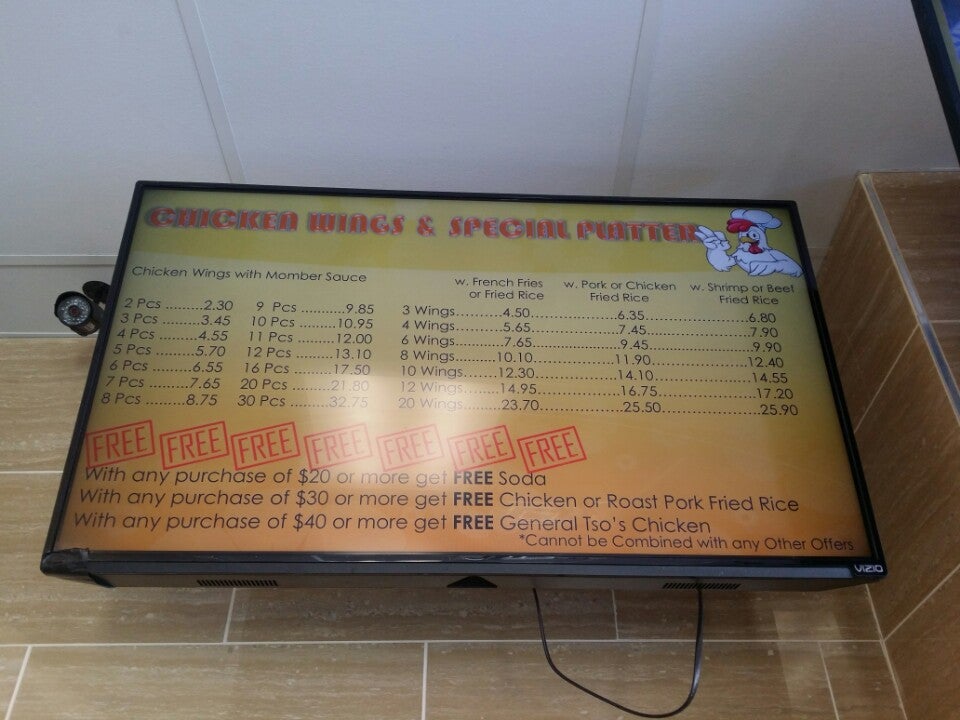 CHICKEN WINGS & SPECIAL PLATTER
Chicken Wings with Momber Sauce
2 Pcs .........2.30
3 Pcs ..........3.45
4 Pcs ..........4.55
5 Pcs ........5.70
6 Pcs ........6.55
7 Pcs .........7.65
8 Pcs .........8.75
9 Pcs ..........9.85
10 Pcs ..........10.95
11 Pcs ..........12.00
12 Pcs ..........13.10
16 Pcs ..........17.50
20 Pcs ..........21.80
30 Pcs ..........32.75
w. French Fries or Fried Rice
w. Pork or Chicken Fried Rice
w. Shrimp or Beef Fried Rice
3 Wings..........4.50....................6.35........................6.80
4 Wings..........5.65....................7.45........................7.90
6 Wings..........7.65....................9.45........................9.90
8 Wings.........10.10...................11.90.......................12.40
10 Wings........12.30...................14.10.......................14.55
12 Wings........14.95...................16.75.......................17.20
20 Wings........23.70...................25.50.......................25.90
FREE FREE FREE FREE FREE FREE FREE
With any purchase of $20 or more get FREE Soda
With any purchase of $30 or more get FREE Chicken or Roast Pork Fried Rice
With any purchase of $40 or more get FREE General Tso's Chicken
*Cannot be Combined with any Other Offers
VIZIO